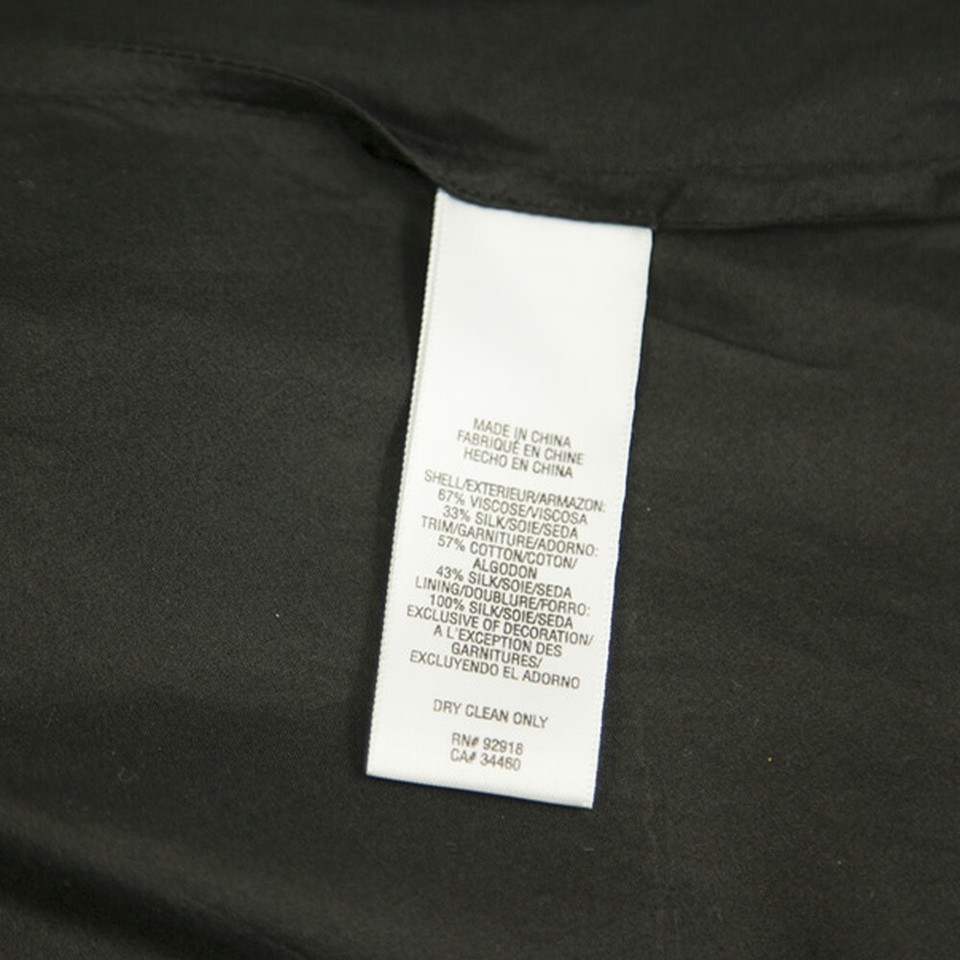 MADE IN CHINA
FABRIQUÉ EN CHINE
HECHO EN CHINA
SHELL/EXTERIEUR/ARMAZON:
67% VISCOSE/VISCOSA
33% SILK/SOIE/SEDA
TRIM/GARNITURE/ADORNO:
57% COTTON/COTON/
ALGODON
43% SILK/SOIE/SEDA
LINING/DOUBLURE/FORRO:
100% SILK/SOIE/SEDA
EXCLUSIVE OF DECORATION/
A L'EXCEPTION DES
GARNITURES/
EXCLUYENDO EL ADORNO
DRY CLEAN ONLY
RN# 92918
CA# 34460